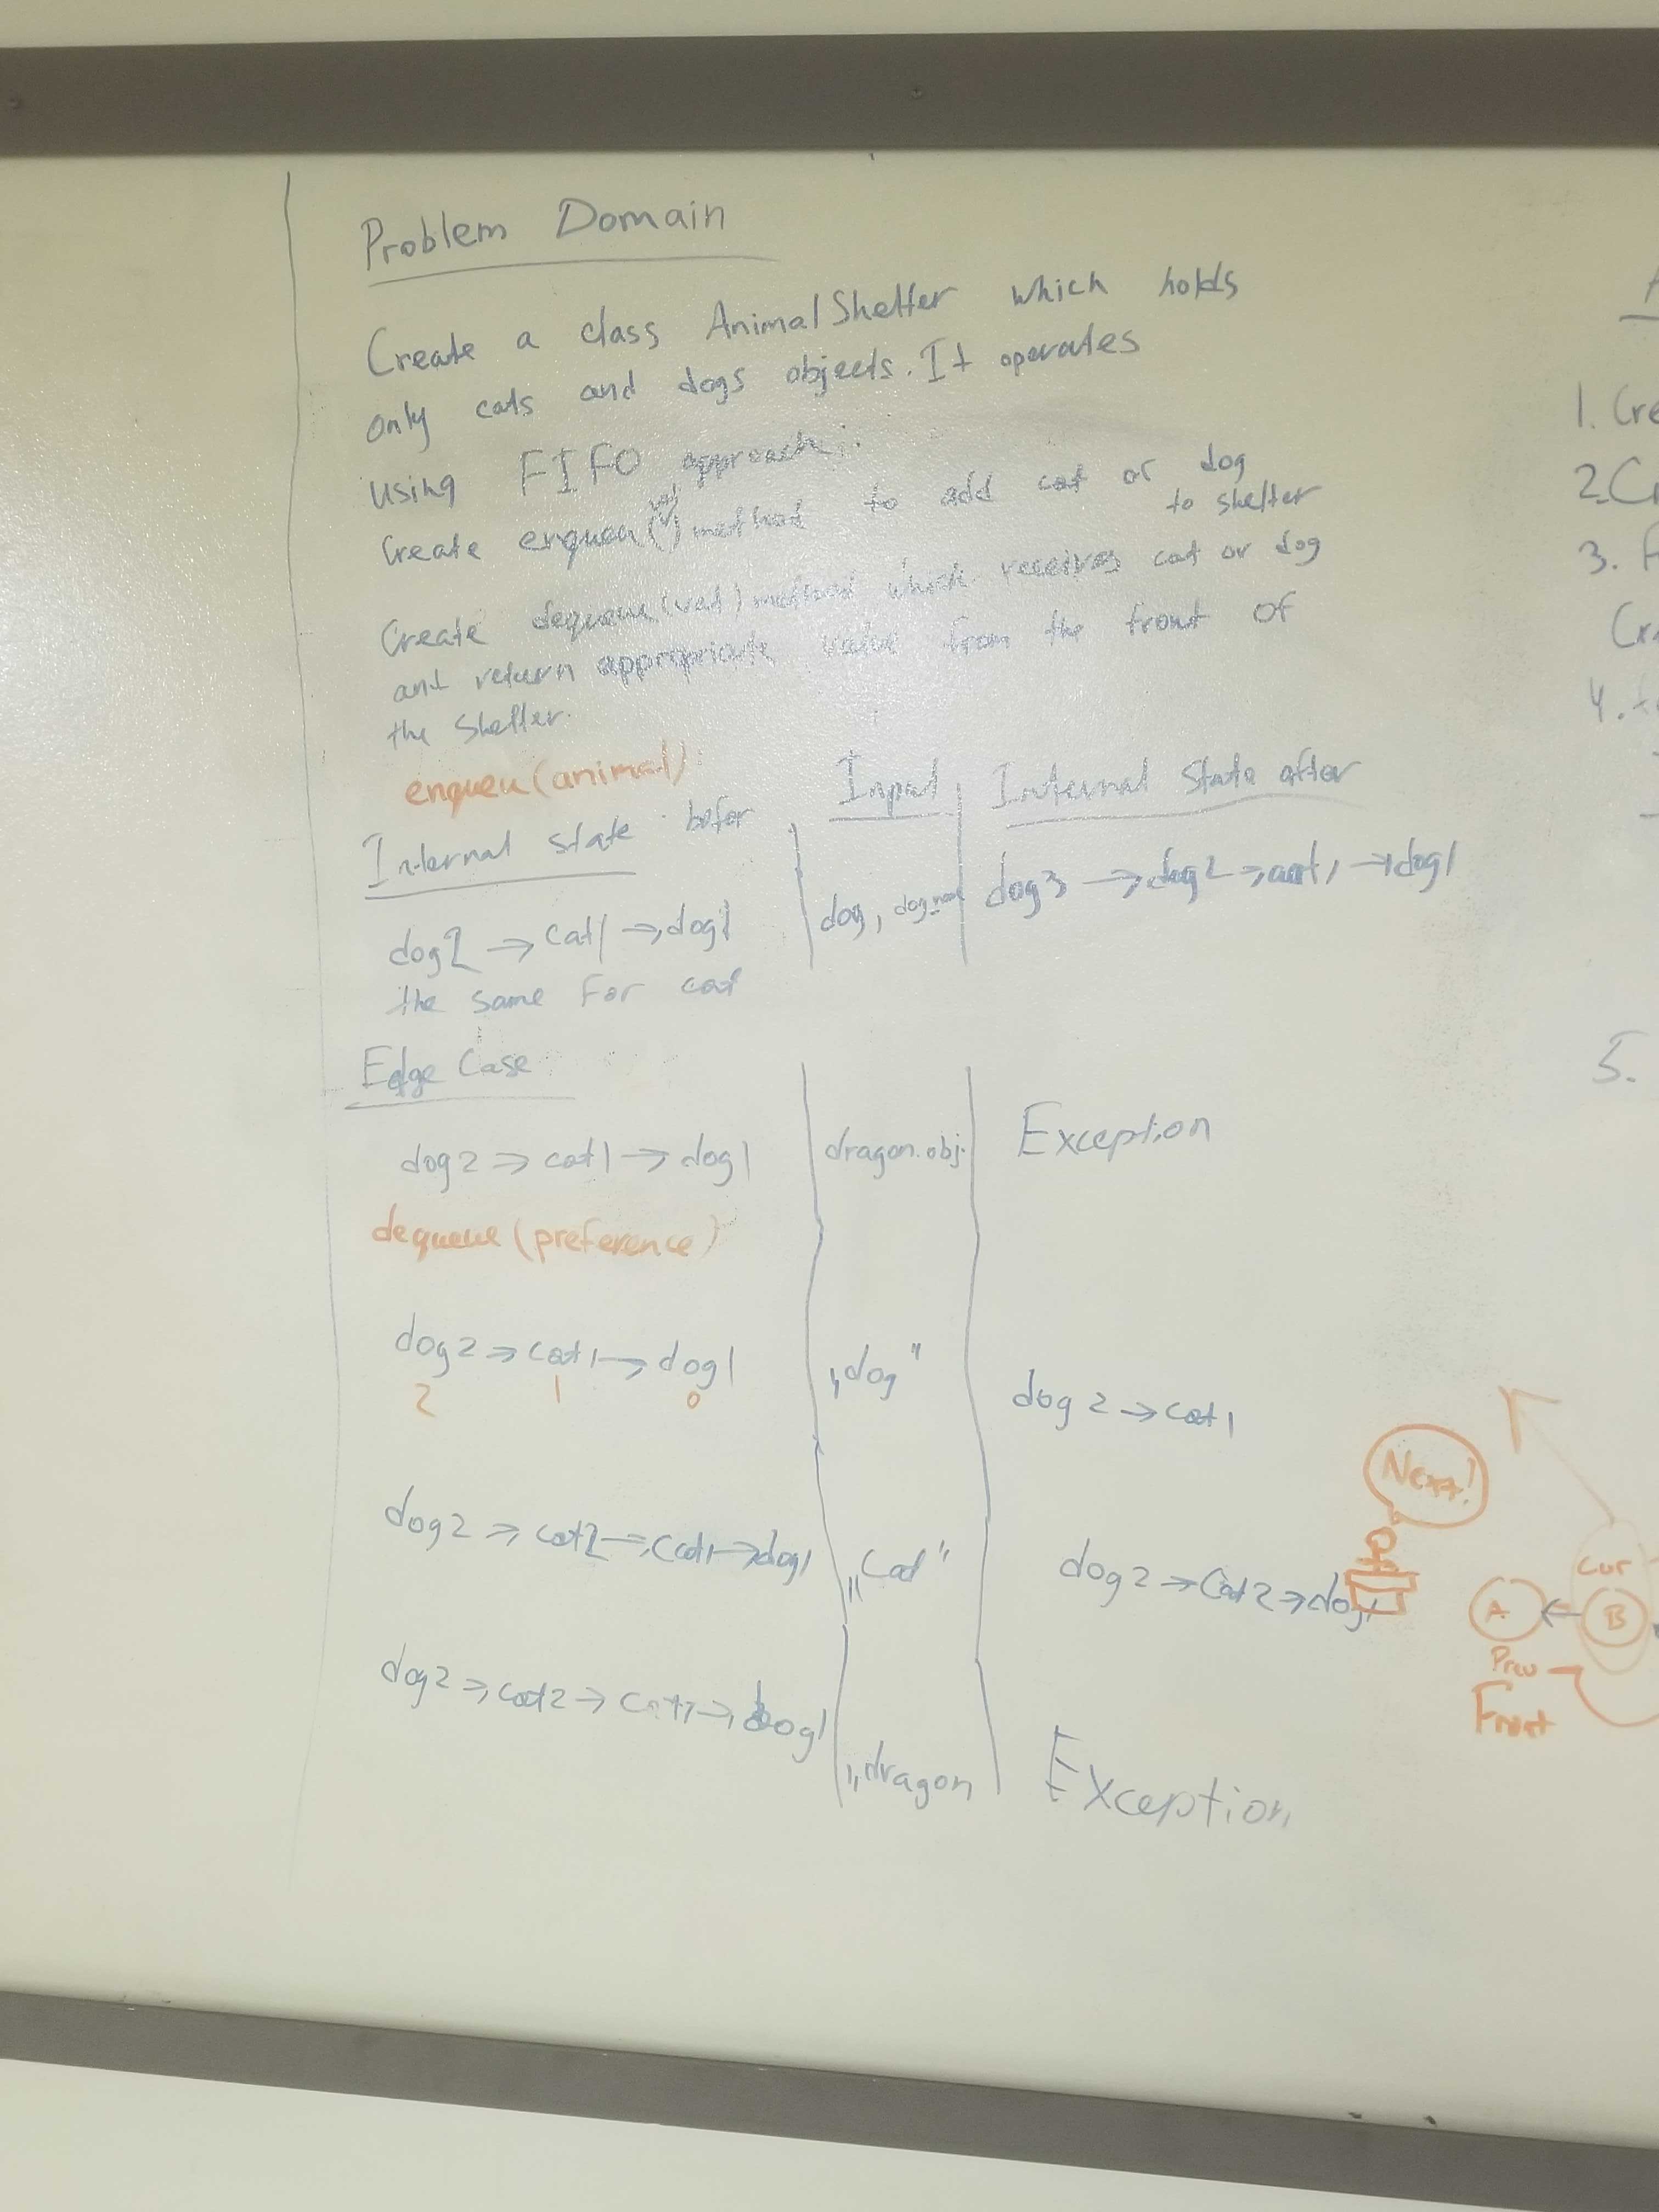 Problem Domain
Create a class AnimalShelter which holds
only cats and dogs objects. It operates
using FIFO approach.
Create enqueu(val) method to add cat or dog
to shelter
Create dequeue(val) method which receives cat or dog
and return appropriate value from the front of
the shelter.
enqueu(animal)
Internal state befor | Input | Internal State after
dog2 → cat1 → dog1 | dog, | dog3 → dog2 → cat1 → dog1
the same for cat
Edge Case
dog2 → cat1 → dog1 | dragon.obj. | Exception
dequeue(preference)
dog2 → cat1 → dog1 | "dog" | dog2 → cat1
2 1 0
dog2 → cat2 → cat1 → dog1 | "Cat" | dog2 → Cat2 → dog1
dog2 → cat2 → cat1 → dog1 | "dragon | Exception
Next!
Cur
A ← B
Prev
Front
1. Cre
2. C
3.
Cr
4.
5.